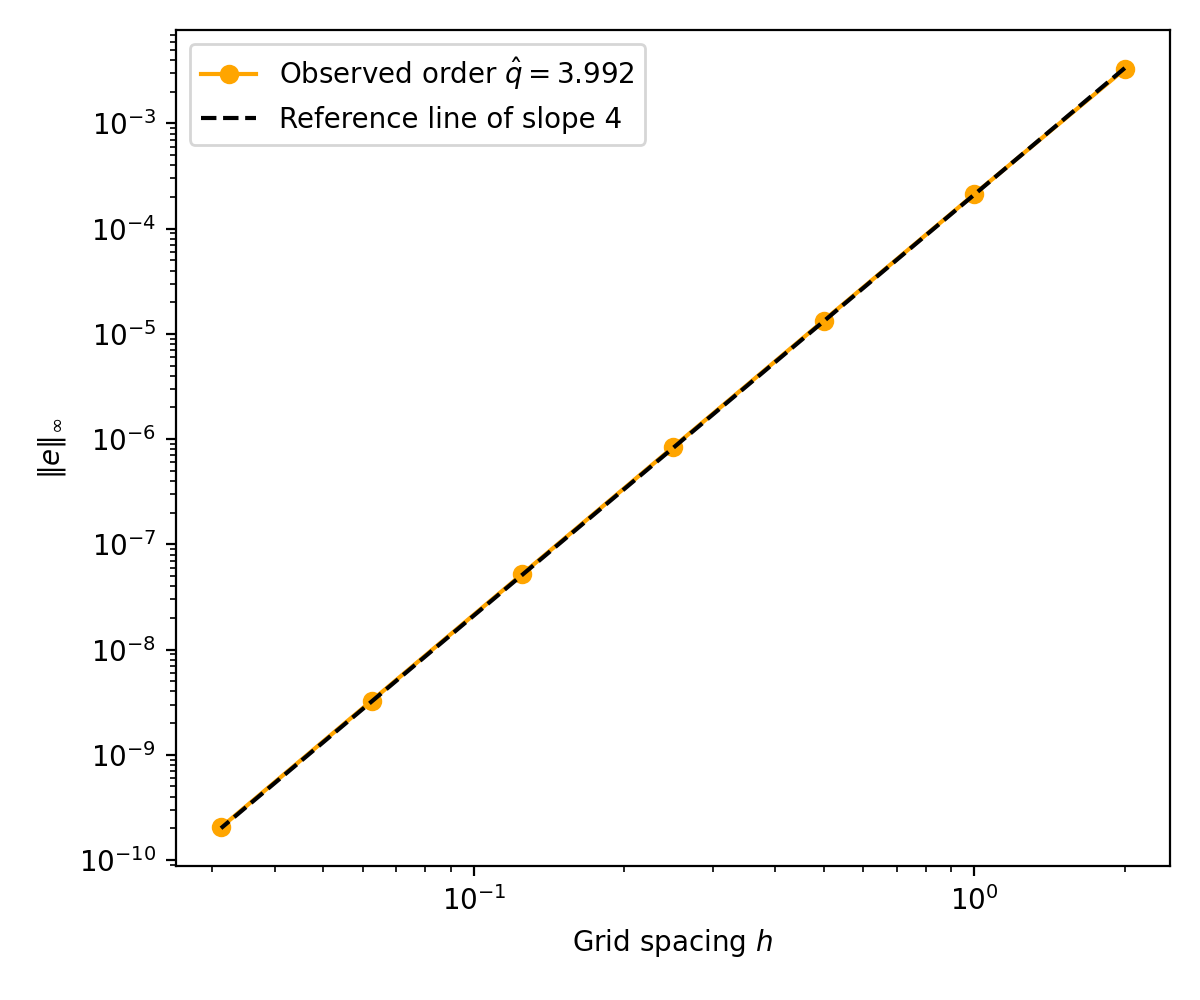 Observed order q̂ = 3.992
Reference line of slope 4
10⁻³
10⁻⁴
10⁻⁵
10⁻⁶
10⁻⁷
10⁻⁸
10⁻⁹
10⁻¹⁰
‖e‖∞
10⁻¹
10⁰
Grid spacing h